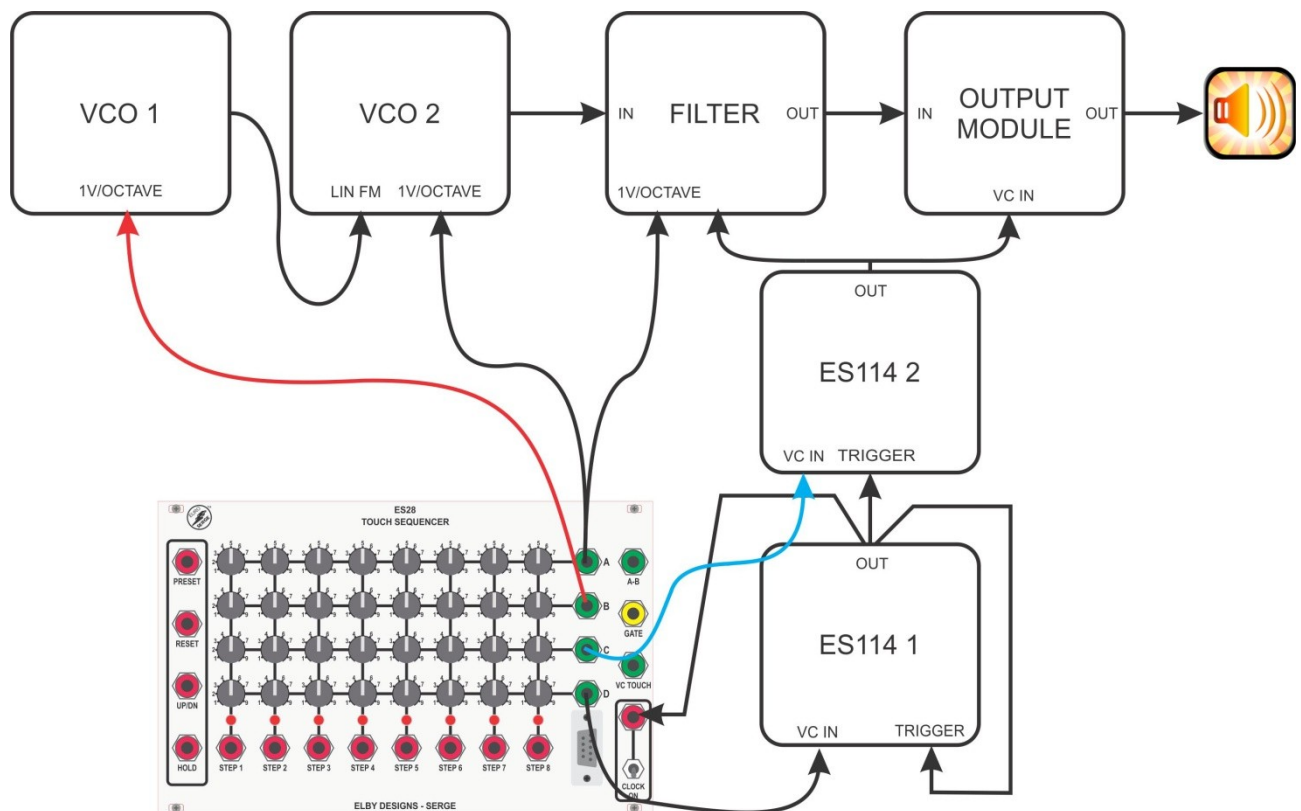 VCO 1
1V/OCTAVE
VCO 2
LIN FM 1V/OCTAVE
IN FILTER OUT
1V/OCTAVE
IN OUTPUT MODULE OUT
VC IN
OUT
ES114 2
VC IN TRIGGER
OUT
ES114 1
VC IN TRIGGER
ES28
TOUCH SEQUENCER
PRESET
RESET
UP/DN
HOLD
A
B
C
D
A-B
GATE
VC TOUCH
CLOCK
ON
STEP 1 STEP 2 STEP 3 STEP 4 STEP 5 STEP 6 STEP 7 STEP 8
ELBY DESIGNS - SERGE